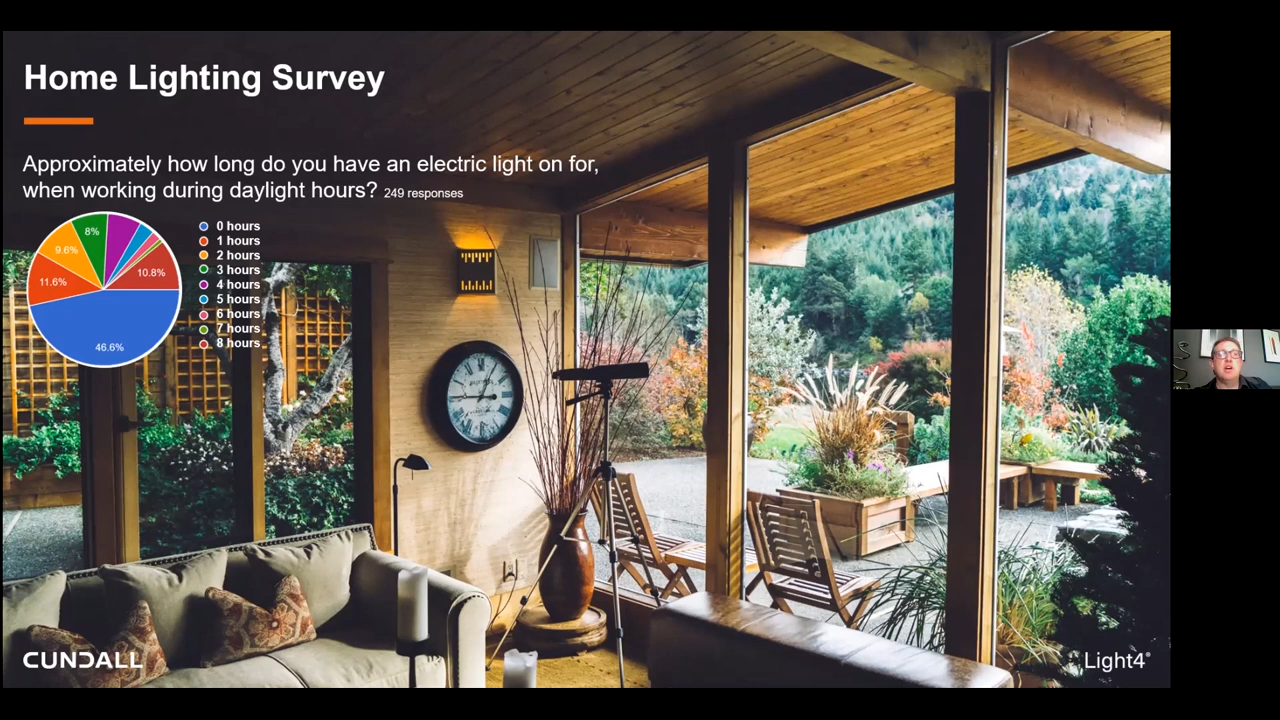 Home Lighting Survey
Approximately how long do you have an electric light on for,
when working during daylight hours? 249 responses
8%
9.6%
11.6%
10.8%
46.6%
0 hours
1 hours
2 hours
3 hours
4 hours
5 hours
6 hours
7 hours
8 hours
CUNDALL
Light4®